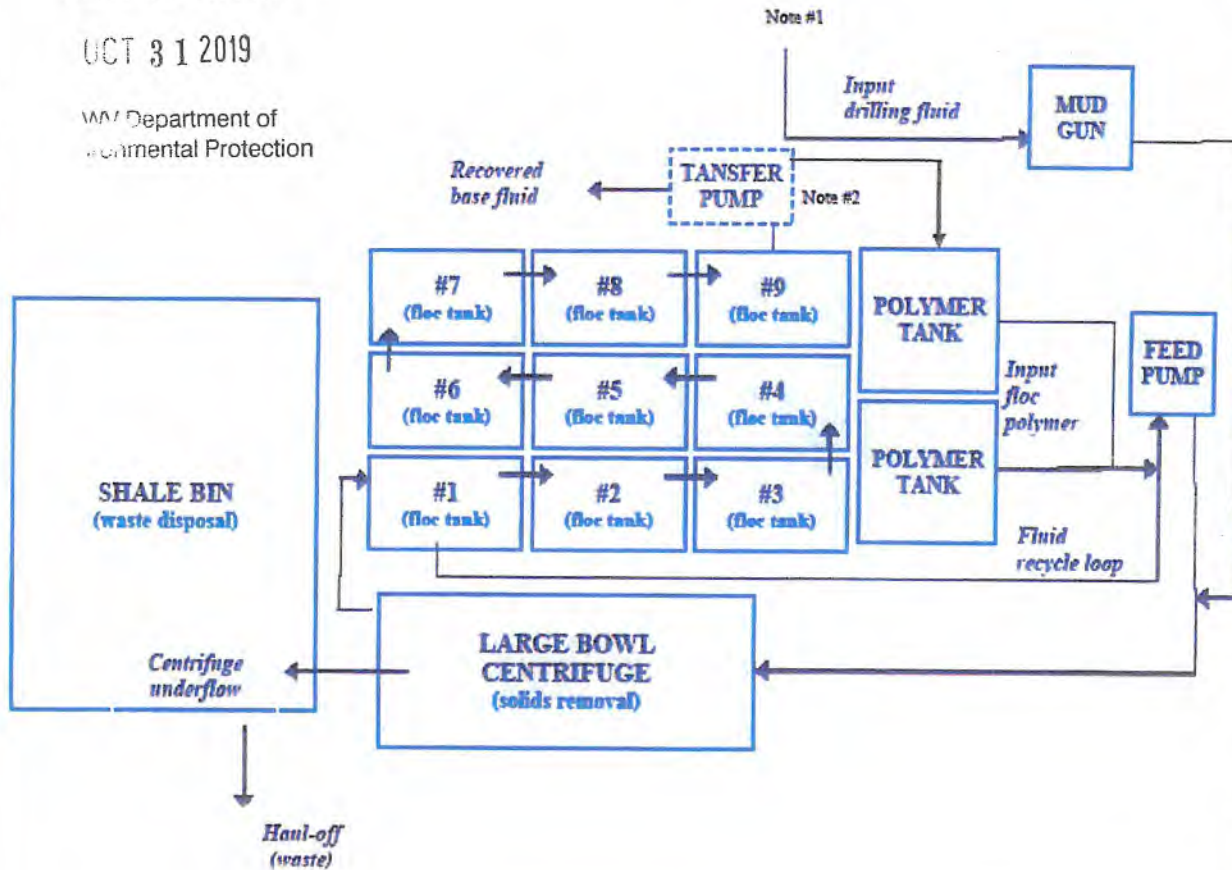 OCT 31 2019
Department of
Protection
Note #1
Input
drilling fluid
MUD
GUN
Recovered
base fluid
TANSFER
PUMP
Note #2
#7
(floc tank)
#8
(floc tank)
#9
(floc tank)
POLYMER
TANK
FEED
PUMP
#6
(floc tank)
#5
(floc tank)
#4
(floc tank)
Input
floc
polymer
SHALE BIN
(waste disposal)
#1
(floc tank)
#2
(floc tank)
#3
(floc tank)
POLYMER
TANK
Fluid
recycle loop
LARGE BOWL
CENTRIFUGE
(solids removal)
Centrifuge
underflow
Haul-off
(waste)